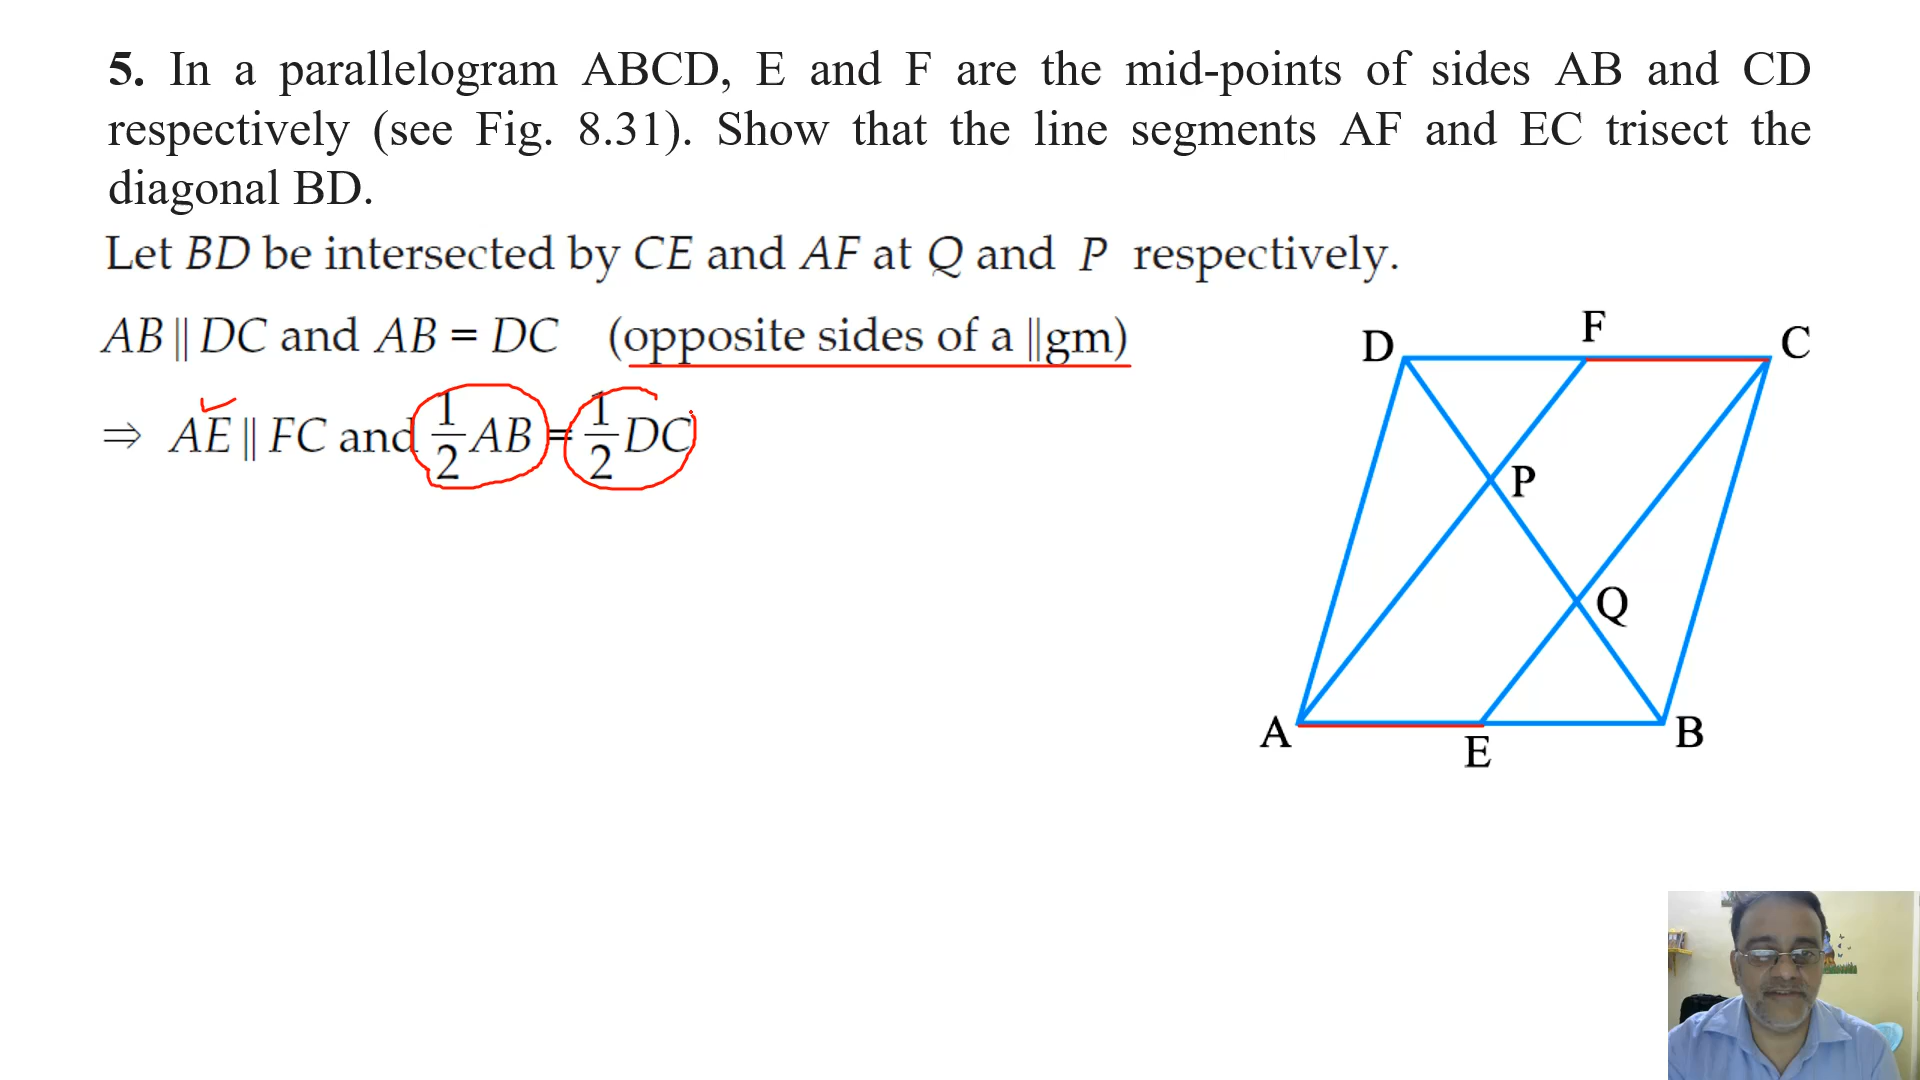 5. In a parallelogram ABCD, E and F are the mid-points of sides AB and CD
respectively (see Fig. 8.31). Show that the line segments AF and EC trisect the
diagonal BD.
Let BD be intersected by CE and AF at Q and P respectively.
AB || DC and AB = DC (opposite sides of a ||gm)
⇒ AE || FC and 1/2 AB = 1/2 DC
D
F
C
P
Q
A
E
B